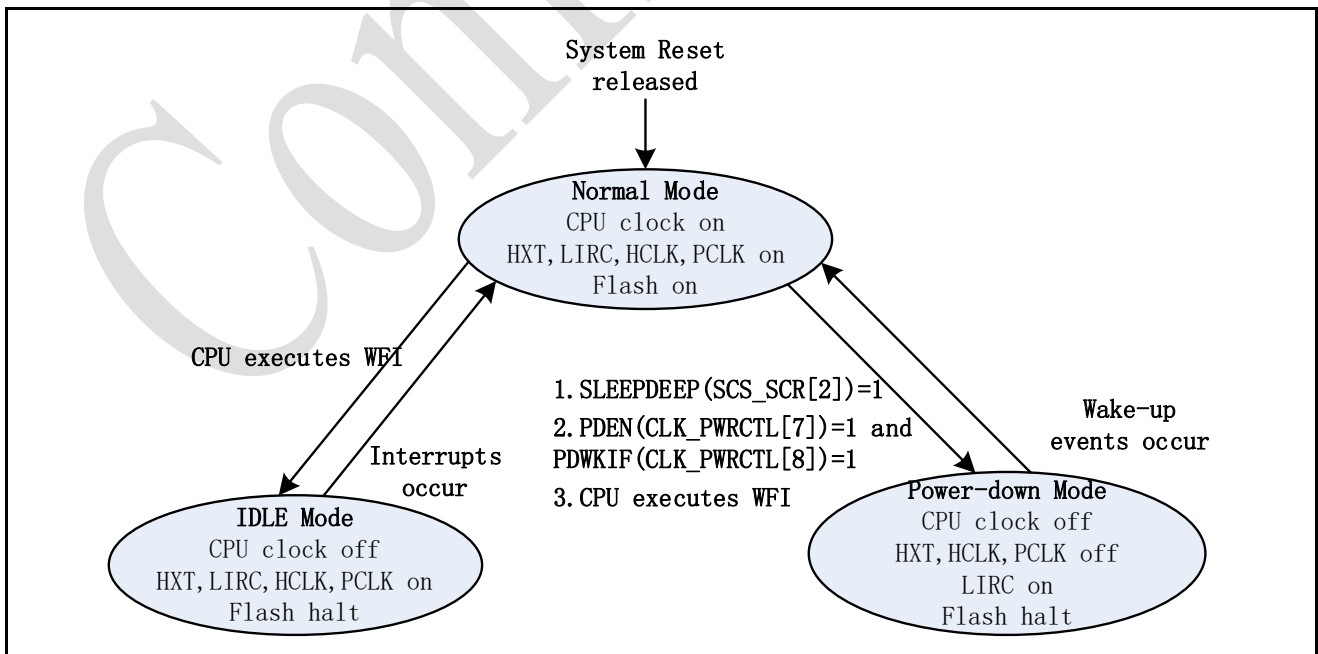 System Reset
released
Normal Mode
CPU clock on
HXT,LIRC,HCLK,PCLK on
Flash on
CPU executes WFI
Interrupts
occur
1.SLEEPDEEP(SCS_SCR[2])=1
2.PDEN(CLK_PWRCTL[7])=1 and
PDWKIF(CLK_PWRCTL[8])=1
3.CPU executes WFI
Wake-up
events occur
IDLE Mode
CPU clock off
HXT,LIRC,HCLK,PCLK on
Flash halt
Power-down Mode
CPU clock off
HXT,HCLK,PCLK off
LIRC on
Flash halt